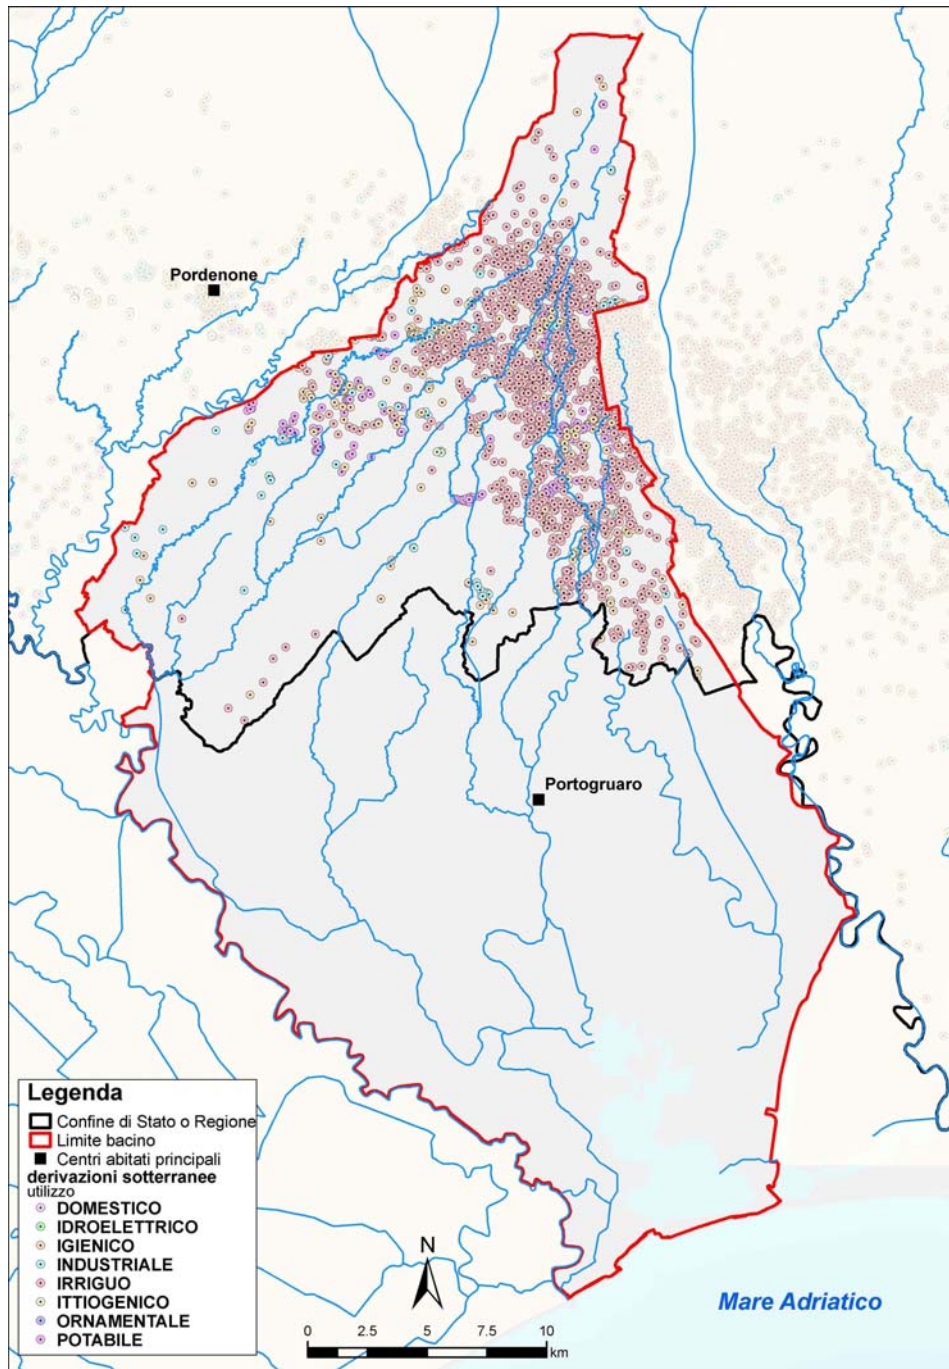 Pordenone
Portogruaro
Mare Adriatico
Legenda
Confine di Stato o Regione
Limite bacino
Centri abitati principali
derivazioni sotterranee
utilizzo
DOMESTICO
IDROELETTRICO
IGIENICO
INDUSTRIALE
IRRIGUO
ITTIOGENICO
ORNAMENTALE
POTABILE
N
0 2.5 5 7.5 10
km